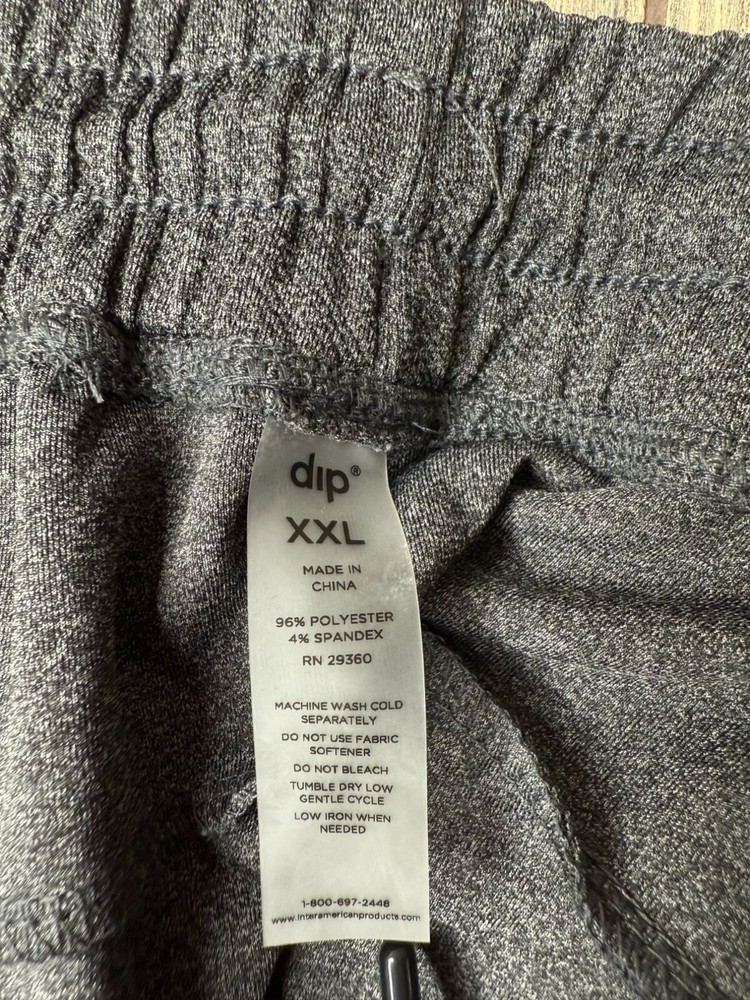 dip®
XXL
MADE IN
CHINA
96% POLYESTER
4% SPANDEX
RN 29360
MACHINE WASH COLD
SEPARATELY
DO NOT USE FABRIC
SOFTENER
DO NOT BLEACH
TUMBLE DRY LOW
GENTLE CYCLE
LOW IRON WHEN
NEEDED
1-800-697-2448
www.interamericanproducts.com